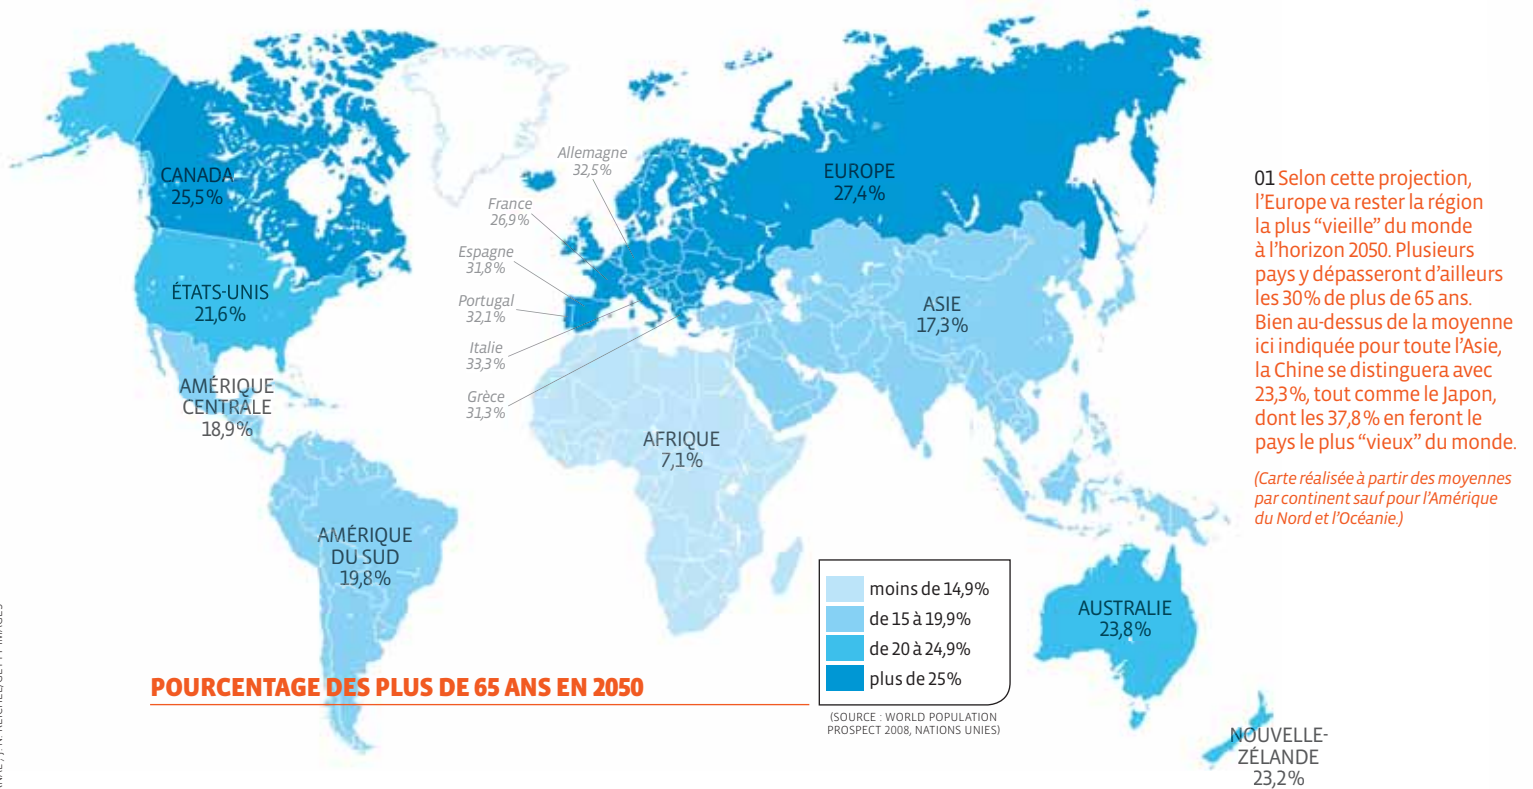 CANADA
25,5%
ÉTATS-UNIS
21,6%
AMÉRIQUE
CENTRALE
18,9%
AMÉRIQUE
DU SUD
19,8%
Allemagne
32,5%
France
26,9%
Espagne
31,8%
Portugal
32,1%
Italie
33,3%
Grèce
31,3%
EUROPE
27,4%
ASIE
17,3%
AFRIQUE
7,1%
AUSTRALIE
23,8%
NOUVELLE-
ZÉLANDE
23,2%
01 Selon cette projection,
l’Europe va rester la région
la plus “vieille” du monde
à l’horizon 2050. Plusieurs
pays y dépasseront d’ailleurs
les 30% de plus de 65 ans.
Bien au-dessus de la moyenne
ici indiquée pour toute l’Asie,
la Chine se distinguera avec
23,3%, tout comme le Japon,
dont les 37,8% en feront le
pays le plus “vieux” du monde.
(Carte réalisée à partir des moyennes
par continent sauf pour l’Amérique
du Nord et l’Océanie.)
moins de 14,9%
de 15 à 19,9%
de 20 à 24,9%
plus de 25%
(SOURCE : WORLD POPULATION
PROSPECT 2008, NATIONS UNIES)
POURCENTAGE DES PLUS DE 65 ANS EN 2050